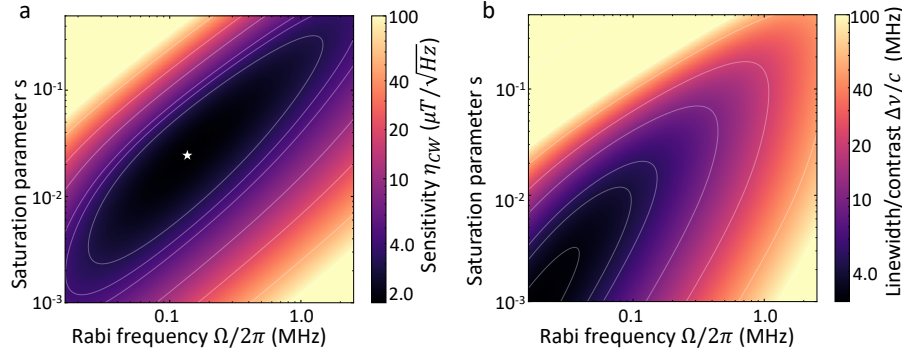 a
Saturation parameter s
10⁻¹
10⁻²
10⁻³
0.1
1.0
Rabi frequency Ω/2π (MHz)
100
40
20
10
4.0
2.0
Sensitivity η_CW (μT/√Hz)
b
Saturation parameter s
10⁻¹
10⁻²
10⁻³
0.1
1.0
Rabi frequency Ω/2π (MHz)
100
40
20
10
4.0
Linewidth/contrast Δν/c (MHz)